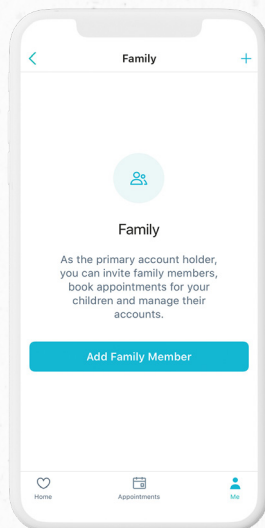 Family
Family
As the primary account holder,
you can invite family members,
book appointments for your
children and manage their
accounts.
Add Family Member
Home
Appointments
Me